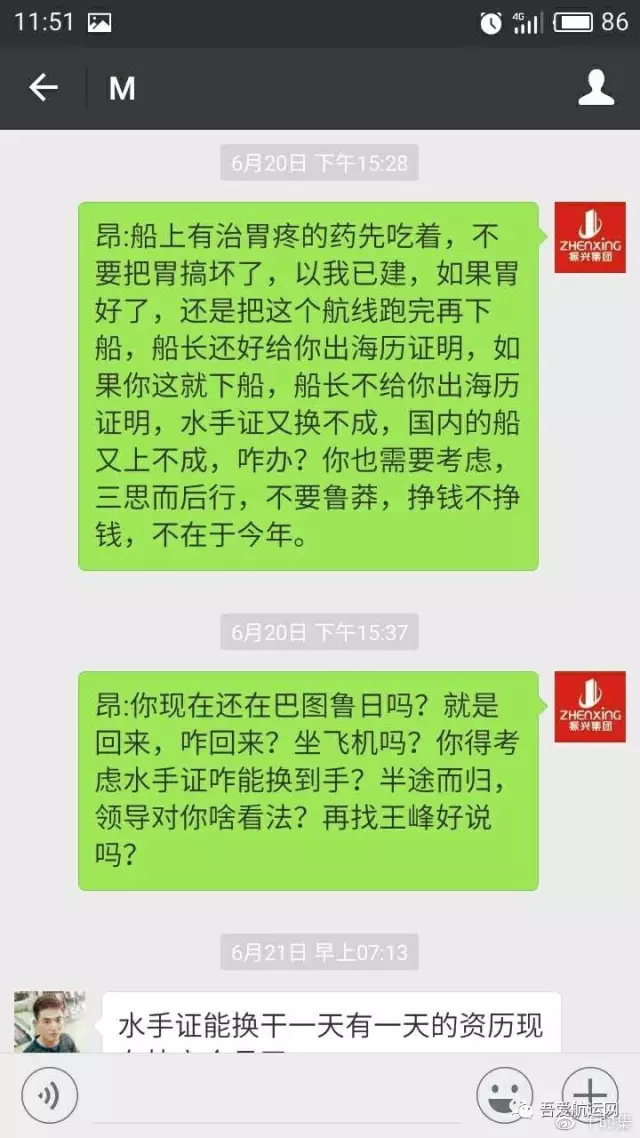 11:51
4G
86
M
6月20日 下午15:28
昂:船上有治胃疼的药先吃着，不
要把胃搞坏了，以我已建，如果胃
好了，还是把这个航线跑完再下
船，船长还好给你出海历证明，如
果你这就下船，船长不给你出海历
证明，水手证又换不成，国内的船
又上不成，咋办？你也需要考虑，
三思而后行，不要鲁莽，挣钱不挣
钱，不在于今年。
ZHENXING
振兴集团
6月20日 下午15:37
昂:你现在还在巴图鲁日吗？就是
回来，咋回来？坐飞机吗？你得考
虑水手证咋能换到手？半途而归，
领导对你啥看法？再找王峰好说
吗？
ZHENXING
振兴集团
6月21日 早上07:13
水手证能换干一天有一天的资历现
吾爱航运网